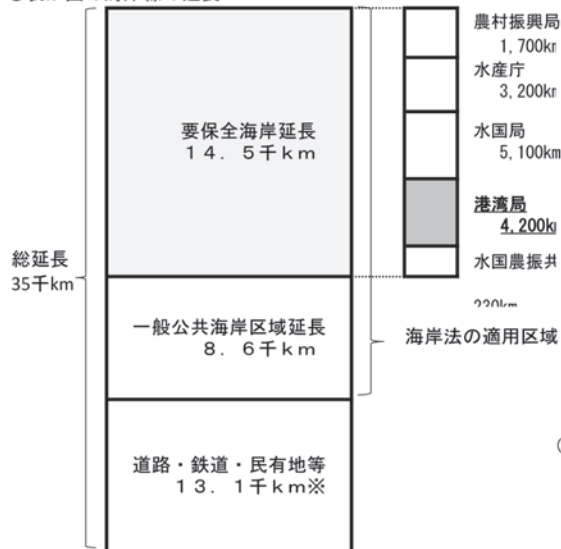 総延長
35千km
要保全海岸延長
14.5千km
一般公共海岸区域延長
8.6千km
道路・鉄道・民有地等
13.1千km※
農村振興局
1,700km
水産庁
3,200km
水国局
5,100km
港湾局
4,200k
水国農振共
230km
海岸法の適用区域
(